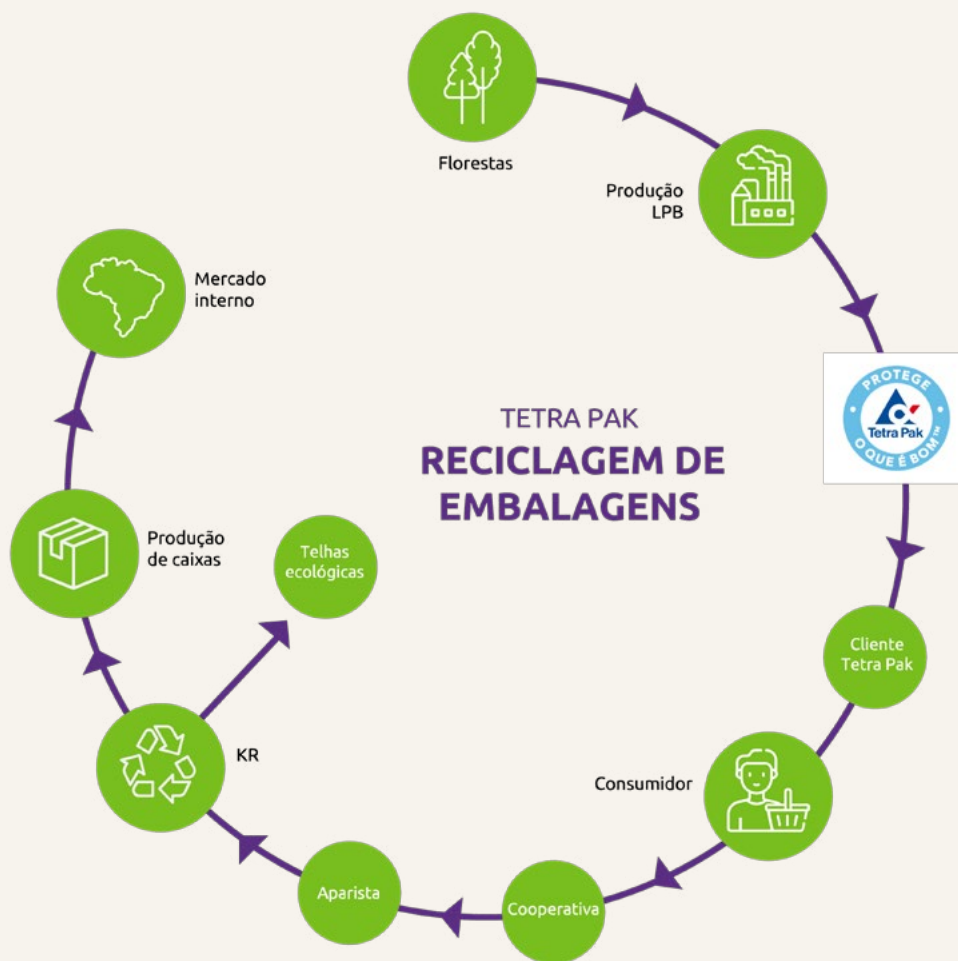 Florestas
Produção
LPB
PROTEGE
Tetra Pak
O QUE É BOM™
Mercado
interno
TETRA PAK
RECICLAGEM DE
EMBALAGENS
Produção
de caixas
Telhas
ecológicas
Cliente
Tetra Pak
KR
Consumidor
Aparista
Cooperativa